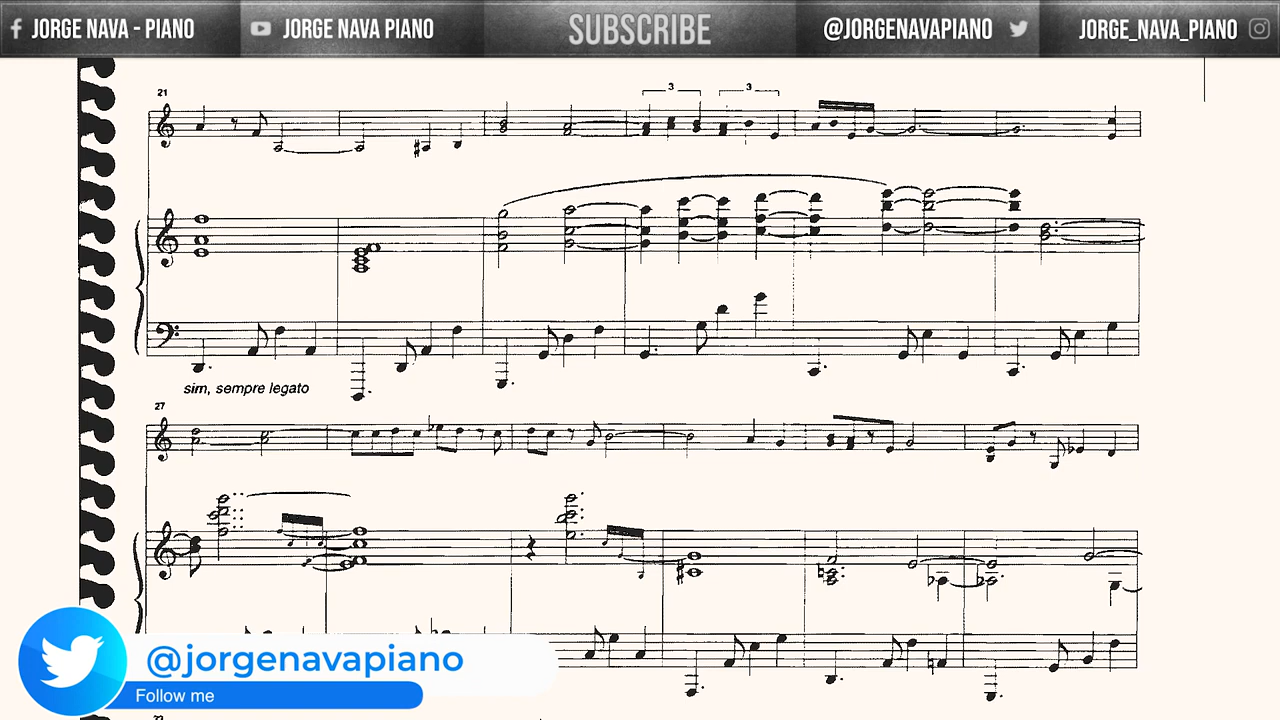 JORGE NAVA - PIANO
JORGE NAVA PIANO
SUBSCRIBE
@JORGENAVAPIANO
JORGE_NAVA_PIANO
21
3 3
sim, sempre legato
27
@jorgenavapiano
Follow me